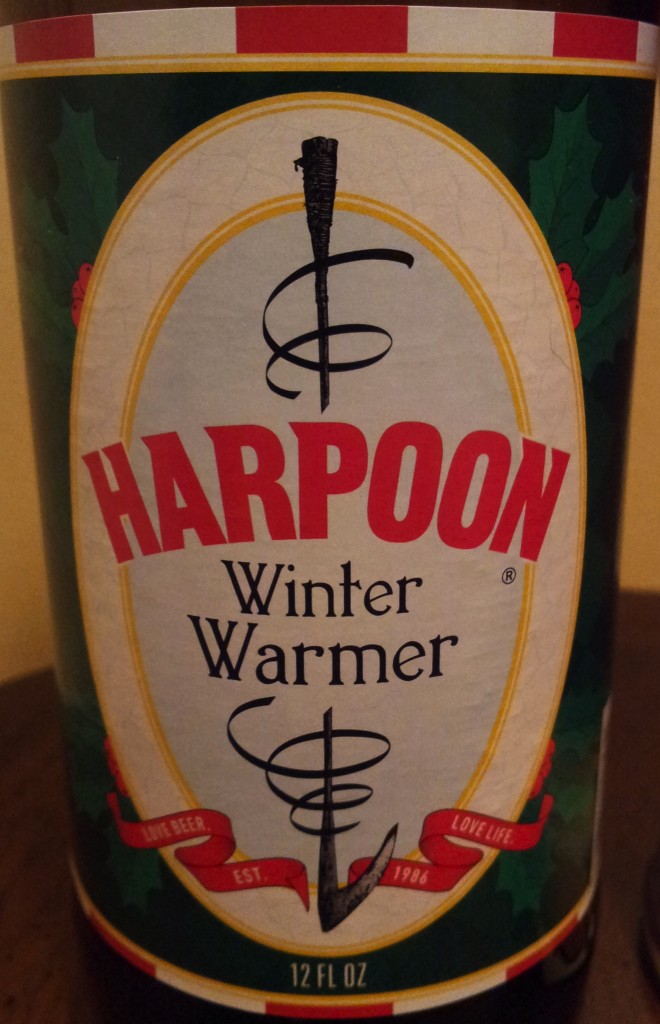 HARPOON
®
Winter
Warmer
LOVE BEER.
LOVE LIFE.
EST.
1986
12 FL OZ